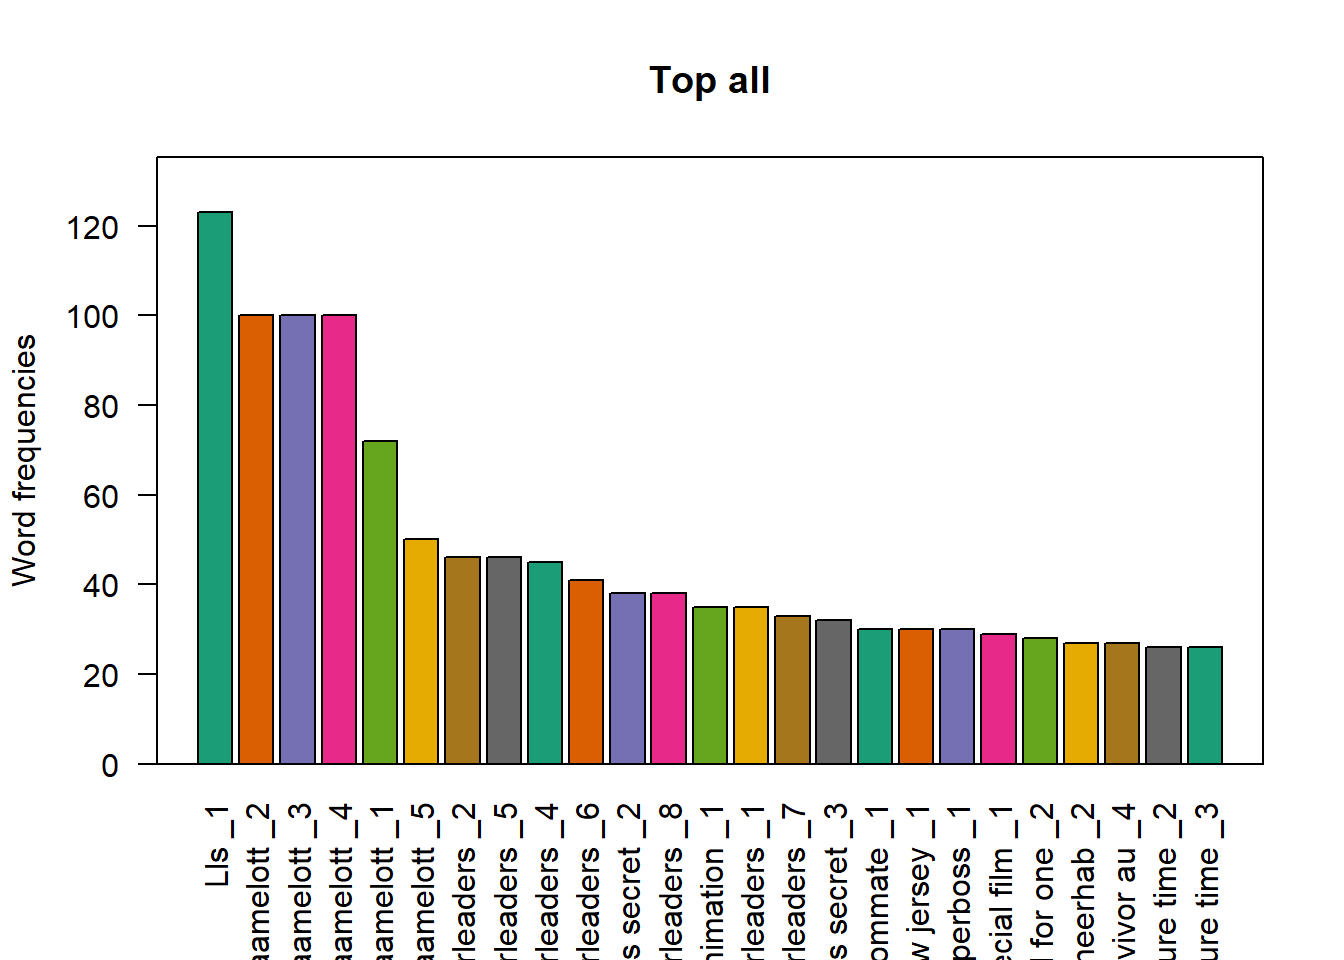 Top all
Word frequencies
120
100
80
60
40
20
0
Lls _1
aamelott _2
aamelott _3
aamelott _4
aamelott _1
aamelott _5
rleaders _2
rleaders _5
rleaders _4
rleaders _6
s secret _2
rleaders _8
nimation _1
rleaders _1
rleaders _7
s secret _3
ommate _1
w jersey _1
perboss _1
ecial film _1
l for one _2
neerhab _2
vivor au _4
ure time _2
ure time _3